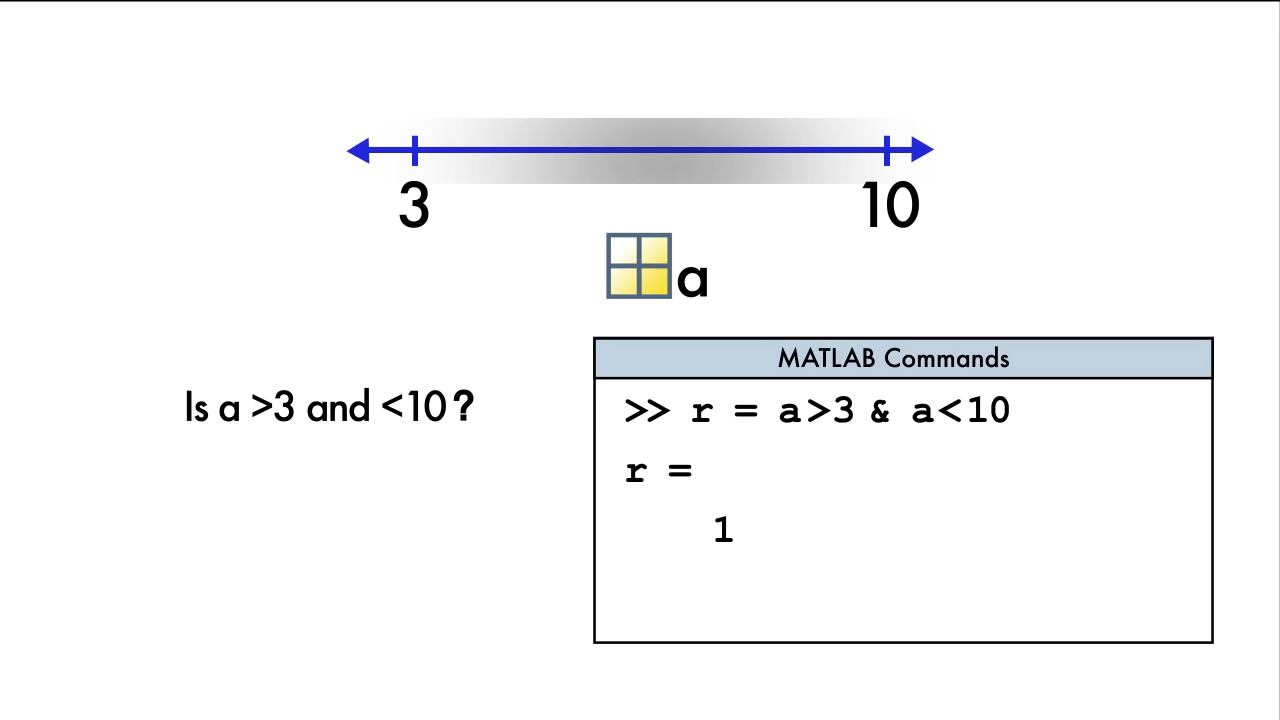 3 10
a
Is a >3 and <10?
MATLAB Commands
>> r = a>3 & a<10
r =
1